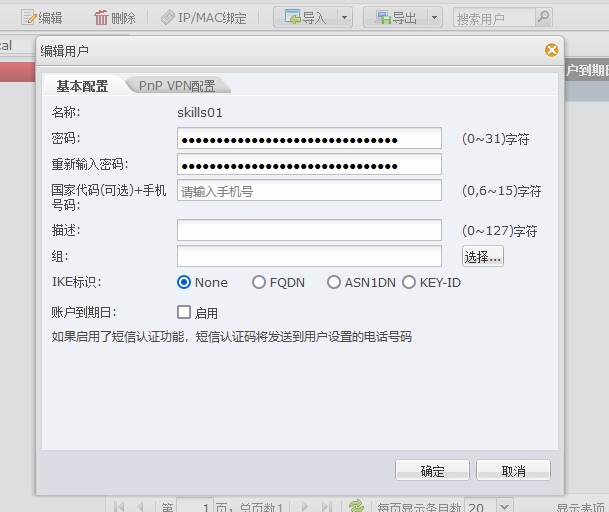 编辑 删除 IP/MAC绑定 导入 导出 搜索用户
cal
编辑用户
户到期日
基本配置 PnP VPN配置
名称: skills01
密码: ●●●●●●●●●●●●●●●●●●●●●●●●●●●●●●● (0~31)字符
重新输入密码: ●●●●●●●●●●●●●●●●●●●●●●●●●●●●●●● 
国家代码(可选)+手机 请输入手机号 (0,6~15)字符
号码:
描述: (0~127)字符
组: 选择...
IKE标识: None FQDN ASN1DN KEY-ID
账户到期日: 启用
如果启用了短信认证功能，短信认证码将发送到用户设置的电话号码
确定 取消
第 1 页，总页数1 每页显示条目数 20 显示表项